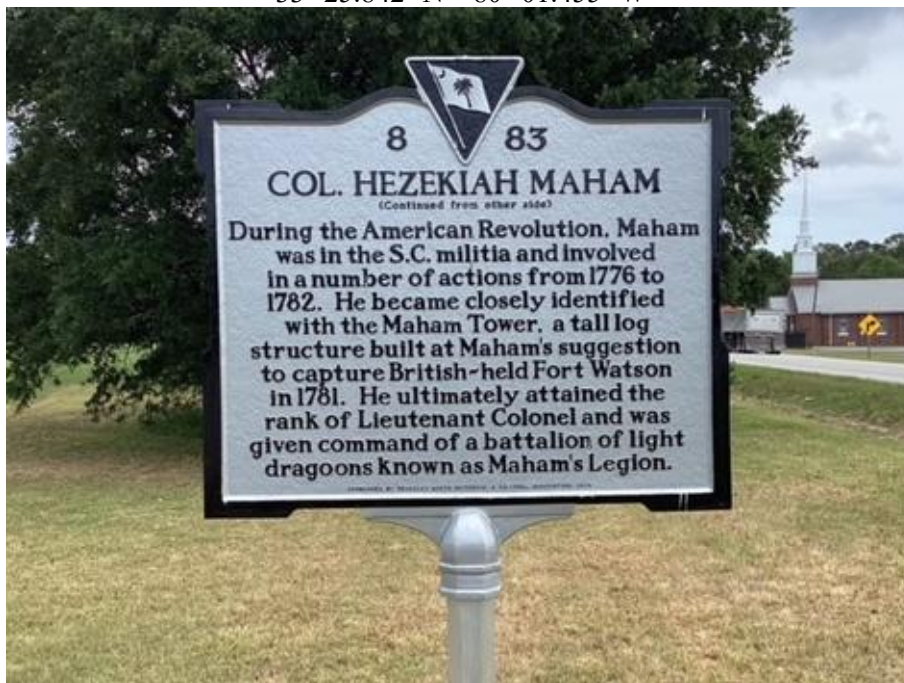 8 83
COL. HEZEKIAH MAHAM
(Continued from other side)
During the American Revolution, Maham
was in the S.C. militia and involved
in a number of actions from 1776 to
1782. He became closely identified
with the Maham Tower, a tall log
structure built at Maham's suggestion
to capture British-held Fort Watson
in 1781. He ultimately attained the
rank of Lieutenant Colonel and was
given command of a battalion of light
dragoons known as Maham's Legion.